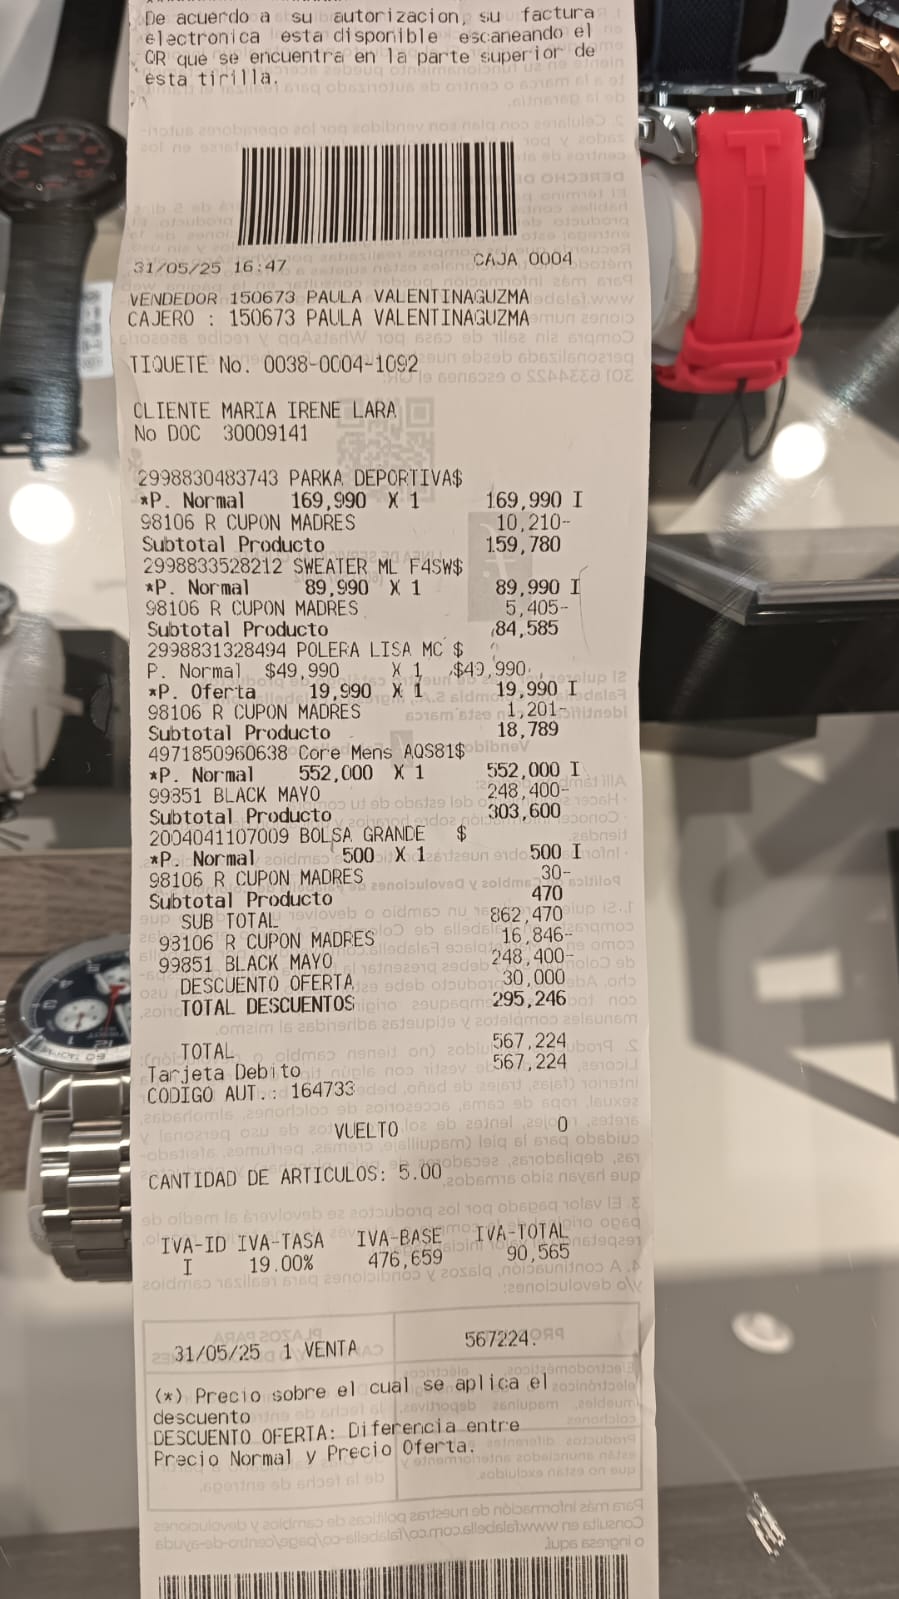 De acuerdo a su autorizacion, su factura
electronica esta disponible escaneando el
QR que se encuentra en la parte superior de
esta tirilla.
31/05/25 16:47 CAJA 0004
VENDEDOR 150673 PAULA VALENTINAGUZMA
CAJERO : 150673 PAULA VALENTINAGUZMA
TIQUETE No. 0038-0004-1092
CLIENTE MARIA IRENE LARA
No DOC 30009141
2998830483743 PARKA DEPORTIVA$
*P. Normal 169,990 X 1 169,990 I
98106 R CUPON MADRES 10,210-
Subtotal Producto 159,780
2998833528212 SWEATER ML F4SW$
*P. Normal 89,990 X 1 89,990 I
98106 R CUPON MADRES 5,405-
Subtotal Producto 84,585
2998831328494 POLERA LISA MC $
P. Normal $49,990 X 1 $49,990
*P. Oferta 19,990 X 1 19,990 I
98106 R CUPON MADRES 1,201-
Subtotal Producto 18,789
4971850960638 Core Mens AQS81$
*P. Normal 552,000 X 1 552,000 I
99851 BLACK MAYO 248,400-
Subtotal Producto 303,600
2004041107009 BOLSA GRANDE $
*P. Normal 500 X 1 500 I
98106 R CUPON MADRES 30-
Subtotal Producto 470
SUB TOTAL 862,470
98106 R CUPON MADRES 16,846-
99851 BLACK MAYO 248,400-
DESCUENTO OFERTA 30,000
TOTAL DESCUENTOS 295,246
TOTAL 567,224
Tarjeta Debito 567,224
CODIGO AUT.: 164733
VUELTO 0
CANTIDAD DE ARTICULOS: 5.00
IVA-ID IVA-TASA IVA-BASE IVA-TOTAL
I 19.00% 476,659 90,565
31/05/25 1 VENTA 567224.
(*) Precio sobre el cual se aplica el
descuento
DESCUENTO OFERTA: Diferencia entre
Precio Normal y Precio Oferta.